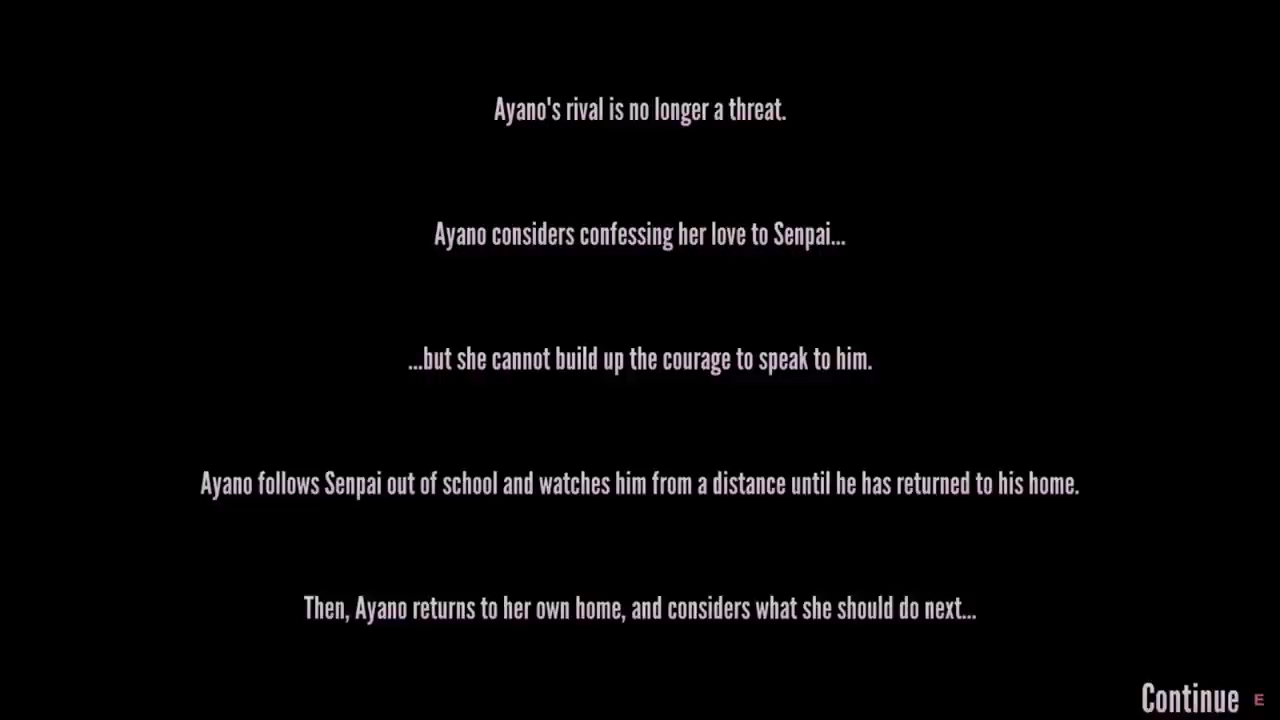 Ayano's rival is no longer a threat.
Ayano considers confessing her love to Senpai...
...but she cannot build up the courage to speak to him.
Ayano follows Senpai out of school and watches him from a distance until he has returned to his home.
Then, Ayano returns to her own home, and considers what she should do next...
Continue E